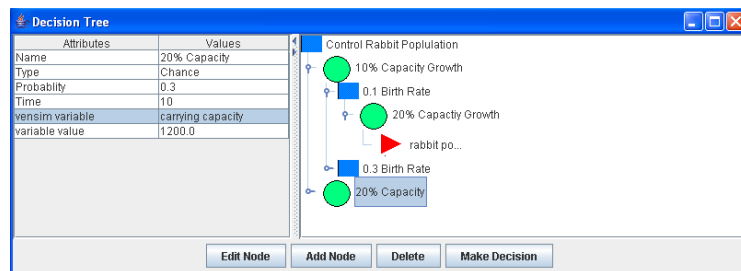 Decision Tree
Attributes Values
Name 20% Capacity
Type Chance
Probablity 0.3
Time 10
vensim variable carrying capacity
variable value 1200.0
Control Rabbit Poplulation
10% Capacity Growth
0.1 Birth Rate
20% Capactiy Growth
rabbit po...
0.3 Birth Rate
20% Capacity
Edit Node Add Node Delete Make Decision